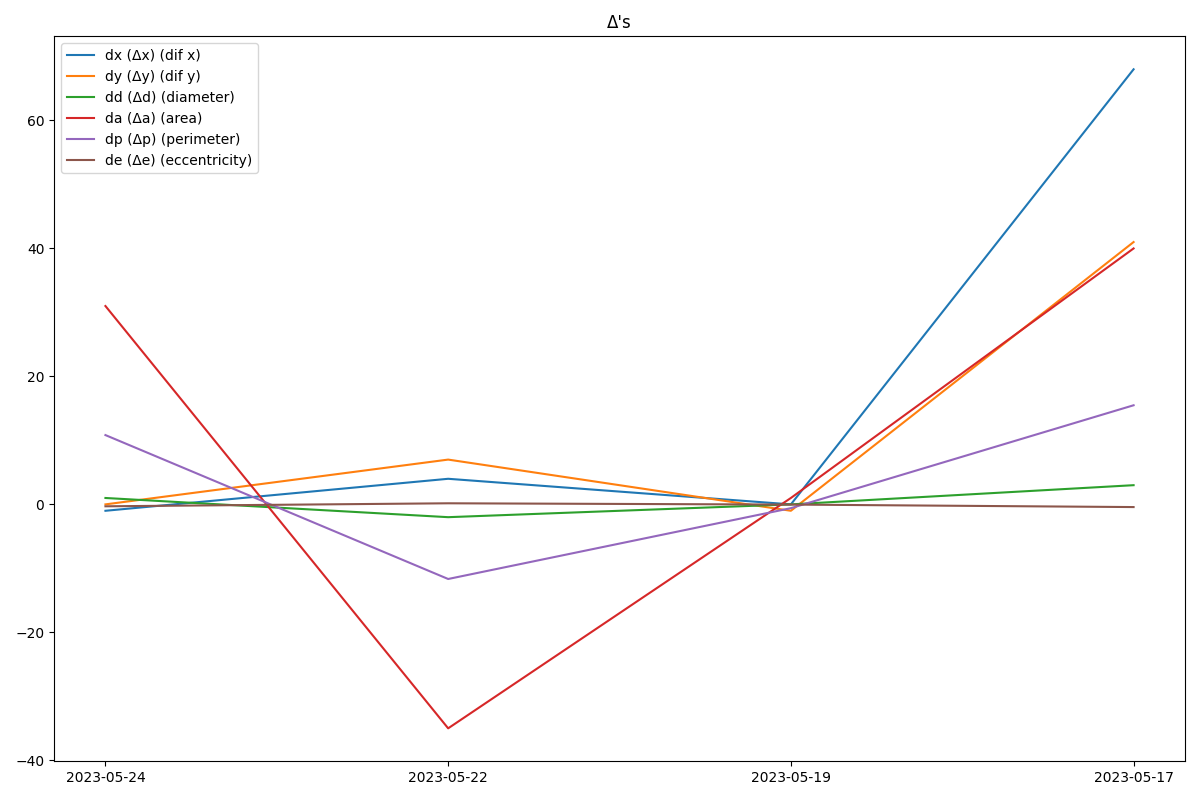 Δ's
dx (Δx) (dif x)
dy (Δy) (dif y)
dd (Δd) (diameter)
da (Δa) (area)
dp (Δp) (perimeter)
de (Δe) (eccentricity)
60
40
20
0
−20
−40
2023-05-24
2023-05-22
2023-05-19
2023-05-17